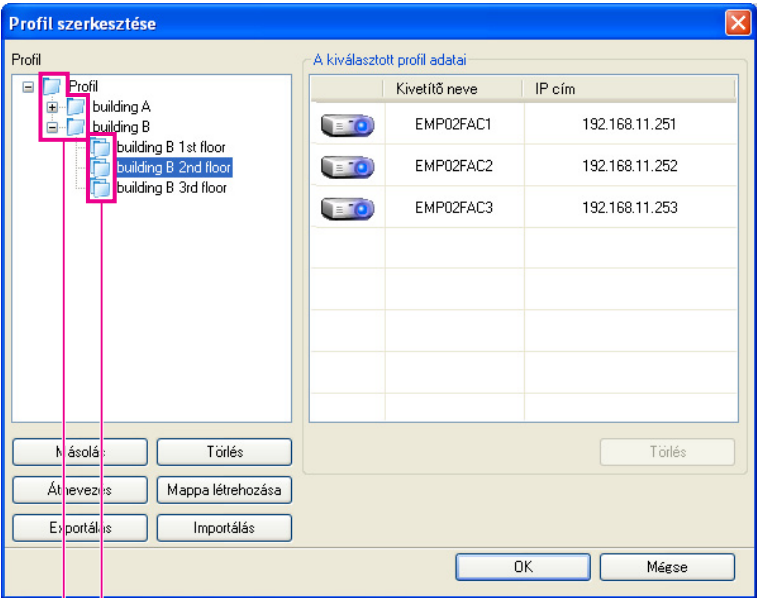 Profil szerkesztése
Profil
Profil
building A
building B
building B 1st floor
building B 2nd floor
building B 3rd floor
Másolás
Törlés
Átnevezés
Mappa létrehozása
Exportálás
Importálás
A kiválasztott profil adatai
Kivetítõ neve IP cím
EMP02FAC1 192.168.11.251
EMP02FAC2 192.168.11.252
EMP02FAC3 192.168.11.253
Törlés
OK
Mégse